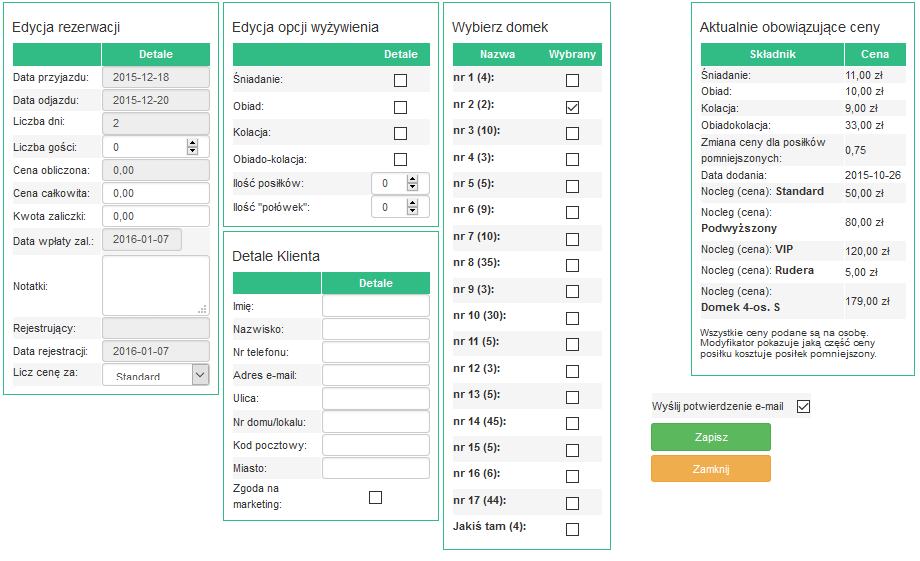 Edycja rezerwacji
Detale
Data przyjazdu: 2015-12-18
Data odjazdu: 2015-12-20
Liczba dni: 2
Liczba gości: 0
Cena obliczona: 0,00
Cena całkowita: 0,00
Kwota zaliczki: 0,00
Data wpłaty zal.: 2016-01-07
Notatki:
Rejestrujący:
Data rejestracji: 2016-01-07
Licz cenę za: Standard
Edycja opcji wyżywienia
Detale
Śniadanie:
Obiad:
Kolacja:
Obiado-kolacja:
Ilość posiłków: 0
Ilość "połówek": 0
Detale Klienta
Detale
Imię:
Nazwisko:
Nr telefonu:
Adres e-mail:
Ulica:
Nr domu/lokalu:
Kod pocztowy:
Miasto:
Zgoda na
marketing:
Wybierz domek
Nazwa Wybrany
nr 1 (4):
nr 2 (2):
nr 3 (10):
nr 4 (3):
nr 5 (5):
nr 6 (9):
nr 7 (10):
nr 8 (35):
nr 9 (3):
nr 10 (30):
nr 11 (5):
nr 12 (3):
nr 13 (5):
nr 14 (45):
nr 15 (5):
nr 16 (6):
nr 17 (44):
Jakiś tam (4):
Aktualnie obowiązujące ceny
Składnik Cena
Śniadanie: 11,00 zł
Obiad: 10,00 zł
Kolacja: 9,00 zł
Obiadokolacja: 33,00 zł
Zmiana ceny dla posiłków
pomniejszonych: 0,75
Data dodania: 2015-10-26
Nocleg (cena): Standard 50,00 zł
Nocleg (cena):
Podwyższony 80,00 zł
Nocleg (cena): VIP 120,00 zł
Nocleg (cena): Rudera 5,00 zł
Nocleg (cena):
Domek 4-os. S 179,00 zł
Wszystkie ceny podane są na osobę.
Modyfikator pokazuje jaką część ceny
posiłku kosztuje posiłek pomniejszony.
Wyślij potwierdzenie e-mail
Zapisz
Zamknij